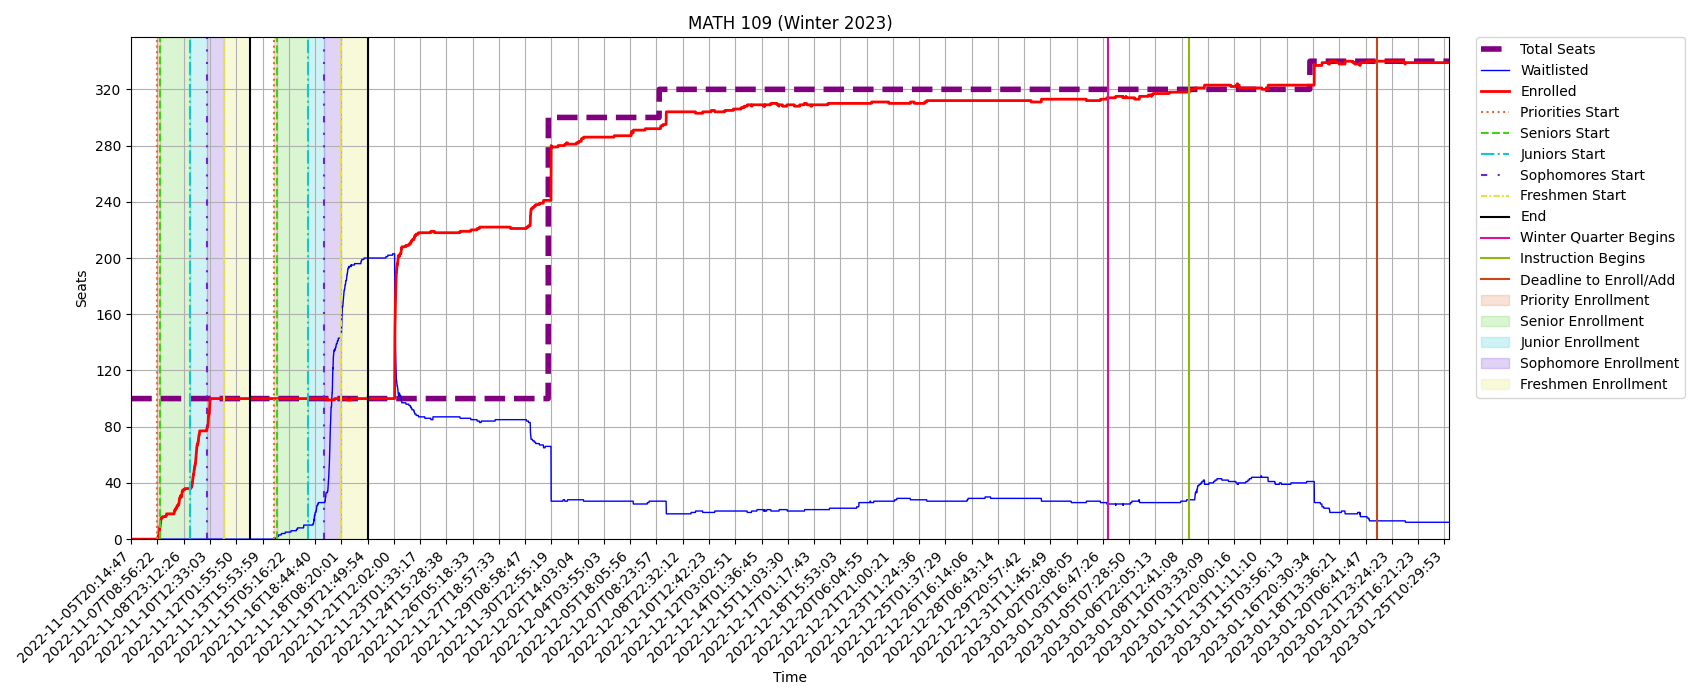 MATH 109 (Winter 2023)
Seats
320
280
240
200
160
120
80
40
0
2022-11-05T20:14:47
2022-11-07T08:56:22
2022-11-08T23:12:26
2022-11-10T12:33:03
2022-11-12T01:55:50
2022-11-13T15:53:59
2022-11-15T05:16:22
2022-11-16T18:44:40
2022-11-18T08:20:01
2022-11-19T21:49:54
2022-11-21T12:02:00
2022-11-23T01:33:17
2022-11-24T15:28:38
2022-11-26T05:18:33
2022-11-27T18:57:33
2022-11-29T08:58:47
2022-11-30T22:55:19
2022-12-02T14:03:04
2022-12-04T03:55:03
2022-12-05T18:05:56
2022-12-07T08:23:57
2022-12-08T22:32:12
2022-12-10T12:42:23
2022-12-12T03:02:51
2022-12-14T01:36:45
2022-12-15T11:03:30
2022-12-17T01:17:43
2022-12-18T15:53:03
2022-12-20T06:04:55
2022-12-21T21:00:21
2022-12-23T11:24:36
2022-12-25T01:37:29
2022-12-26T16:14:06
2022-12-28T06:43:14
2022-12-29T20:57:42
2022-12-31T11:45:49
2023-01-02T02:08:05
2023-01-03T16:47:26
2023-01-05T07:28:50
2023-01-06T22:05:13
2023-01-08T12:41:08
2023-01-10T03:33:09
2023-01-11T20:00:16
2023-01-13T11:11:10
2023-01-15T03:56:13
2023-01-16T20:30:34
2023-01-18T13:36:21
2023-01-20T06:41:47
2023-01-21T23:24:23
2023-01-23T16:21:23
2023-01-25T10:29:53
Time
Total Seats
Waitlisted
Enrolled
Priorities Start
Seniors Start
Juniors Start
Sophomores Start
Freshmen Start
End
Winter Quarter Begins
Instruction Begins
Deadline to Enroll/Add
Priority Enrollment
Senior Enrollment
Junior Enrollment
Sophomore Enrollment
Freshmen Enrollment